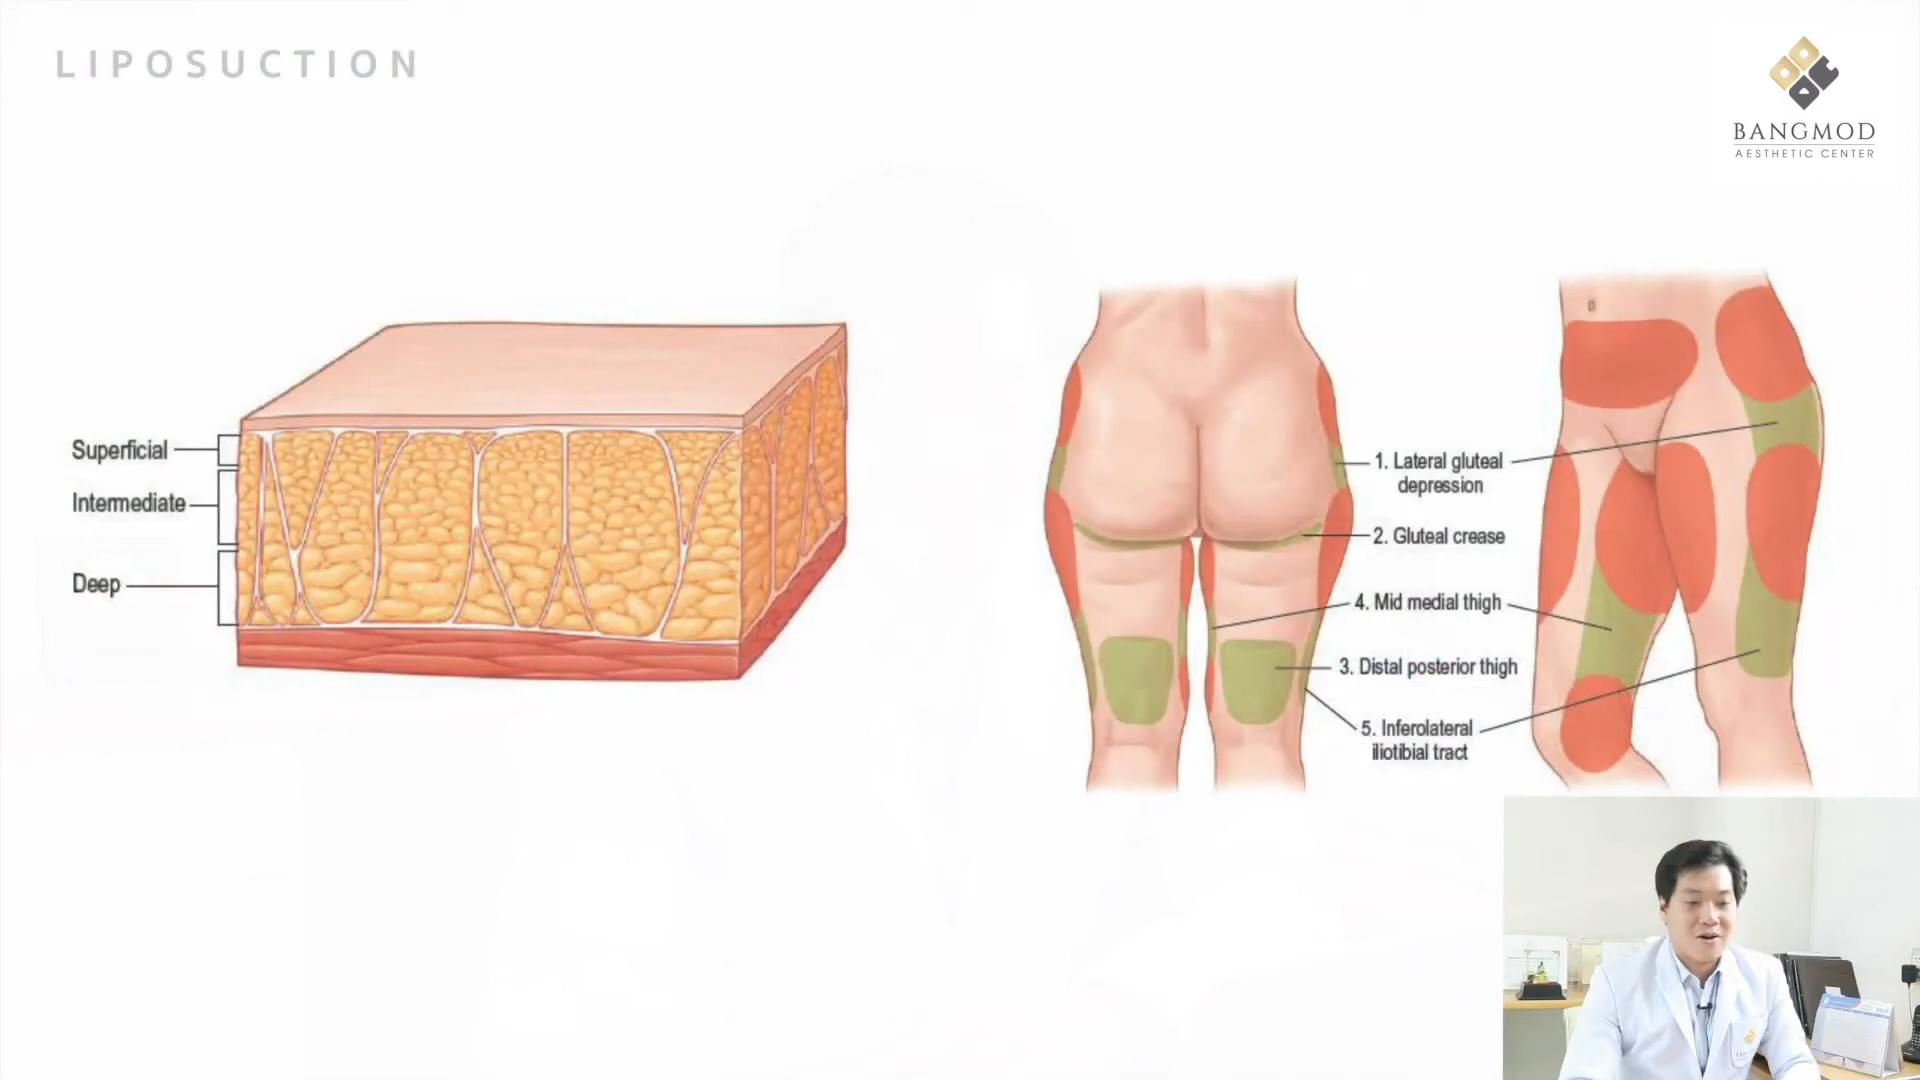 LIPOSUCTION
BANGMOD
AESTHETIC CENTER
Superficial
Intermediate
Deep
1. Lateral gluteal
depression
2. Gluteal crease
4. Mid medial thigh
3. Distal posterior thigh
5. Inferolateral
iliotibial tract